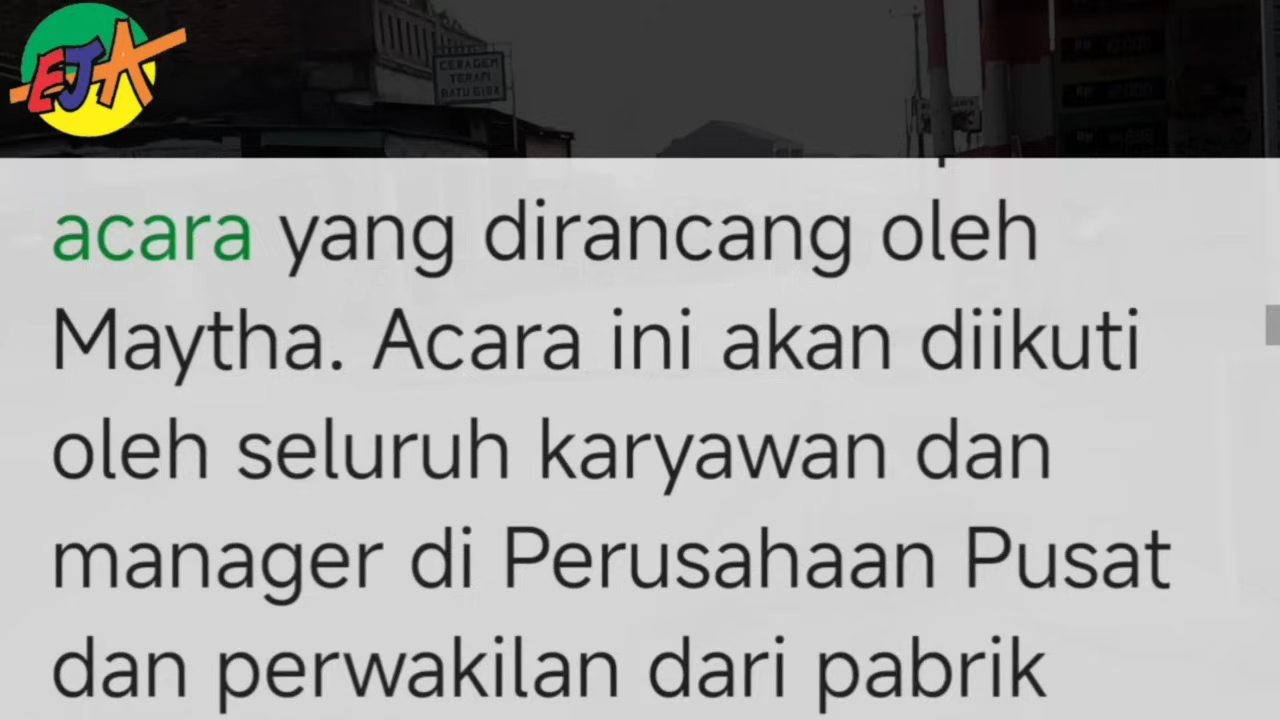 EJA
CERAGEM
TERAPI
BATU GIOK
acara yang dirancang oleh
Maytha. Acara ini akan diikuti
oleh seluruh karyawan dan
manager di Perusahaan Pusat
dan perwakilan dari pabrik